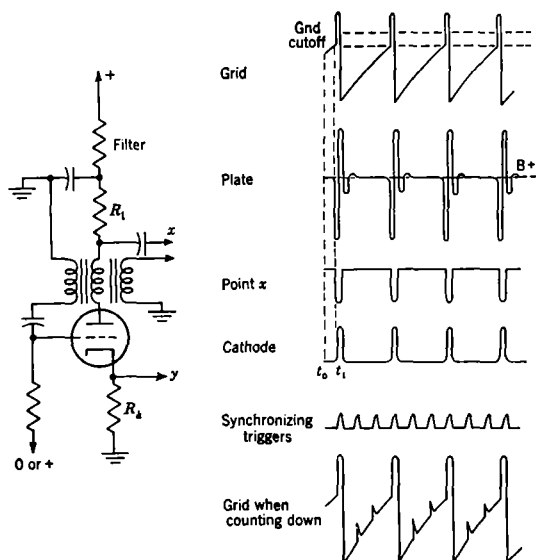 +
Filter
R1
x
y
Rk
0 or +
Gnd
cutoff
Grid
Plate
B+
Point x
Cathode
t0 t1
Synchronizing
triggers
Grid when
counting down